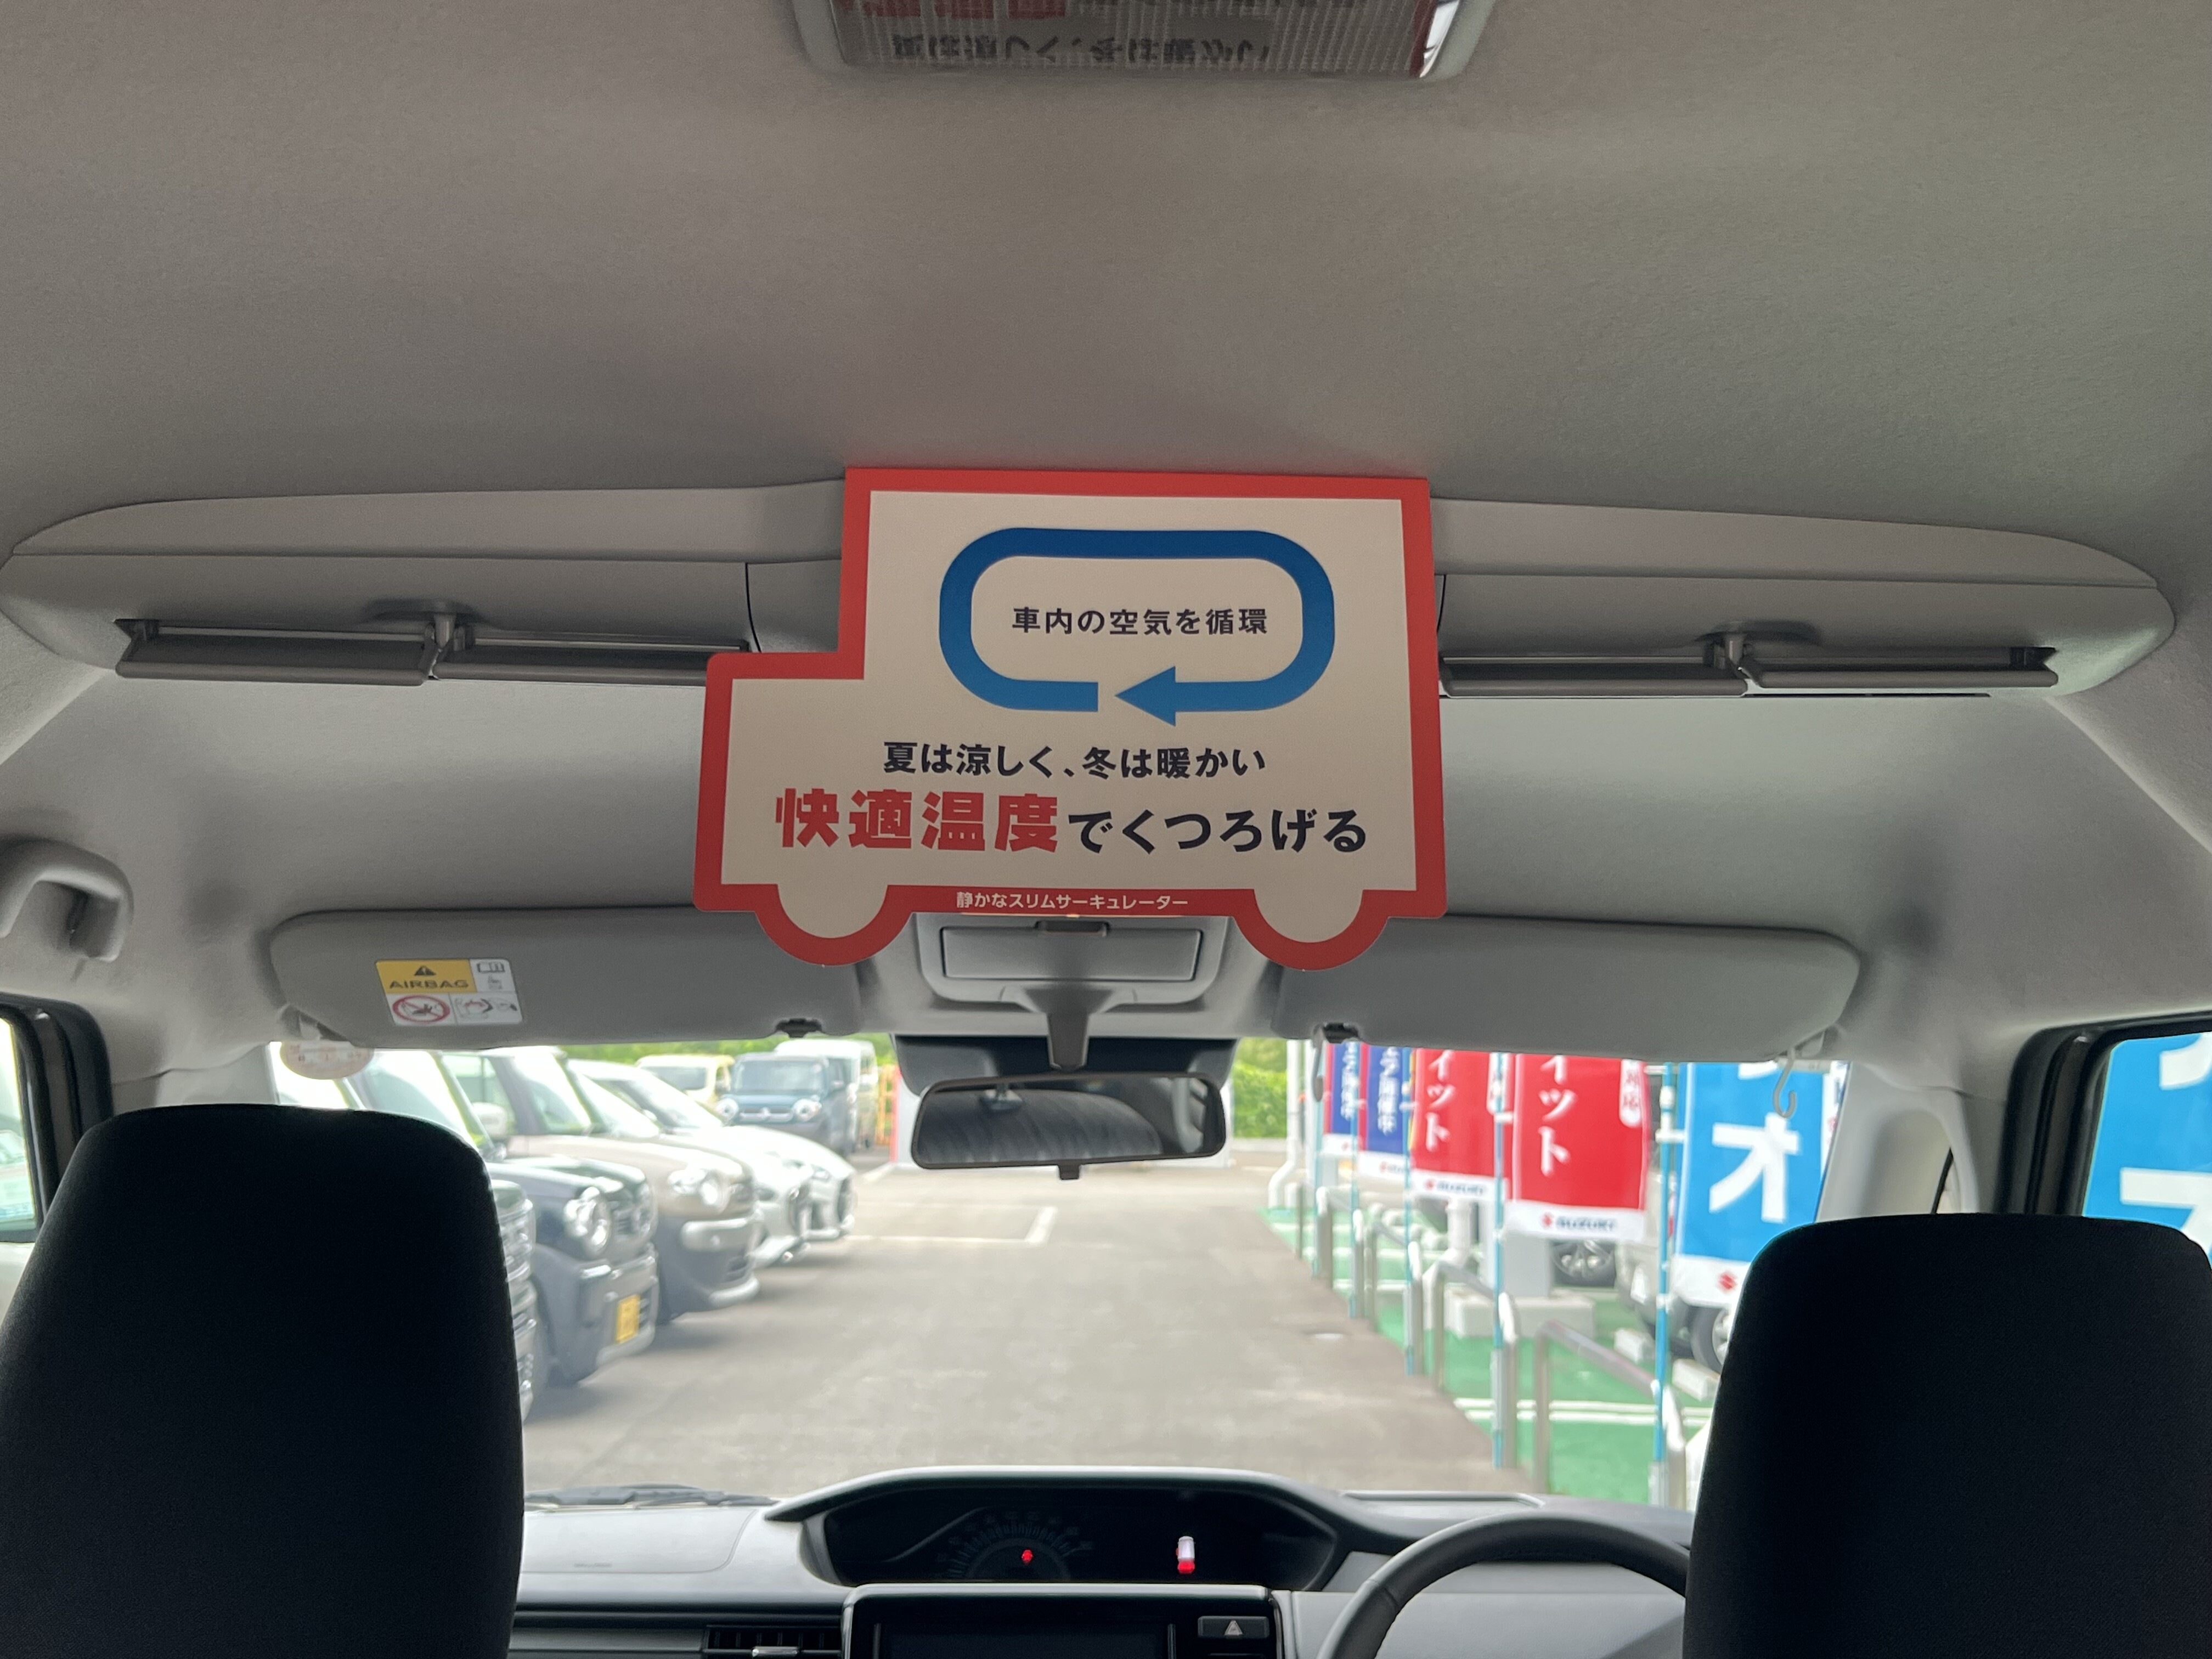 車内の空気を循環
夏は涼しく、冬は暖かい
快適温度でくつろげる
静かなスリムサーキュレーター
AIRBAG
イット
SUZUKI
イット
SUZUKI
オ